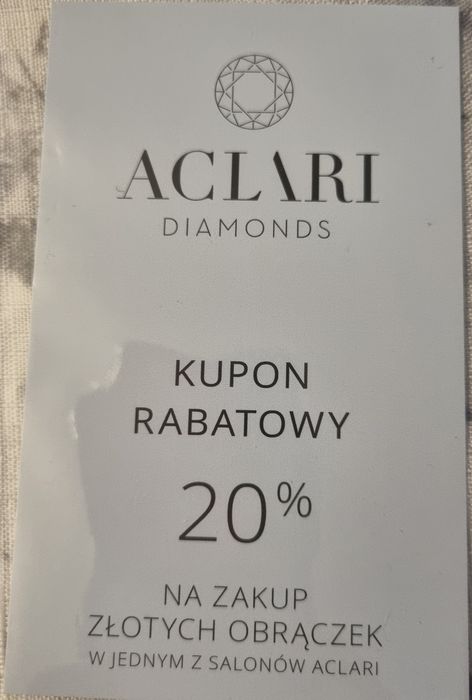 ACLARI
DIAMONDS
KUPON
RABATOWY
20%
NA ZAKUP
ZŁOTYCH OBRĄCZEK
W JEDNYM Z SALONÓW ACLARI